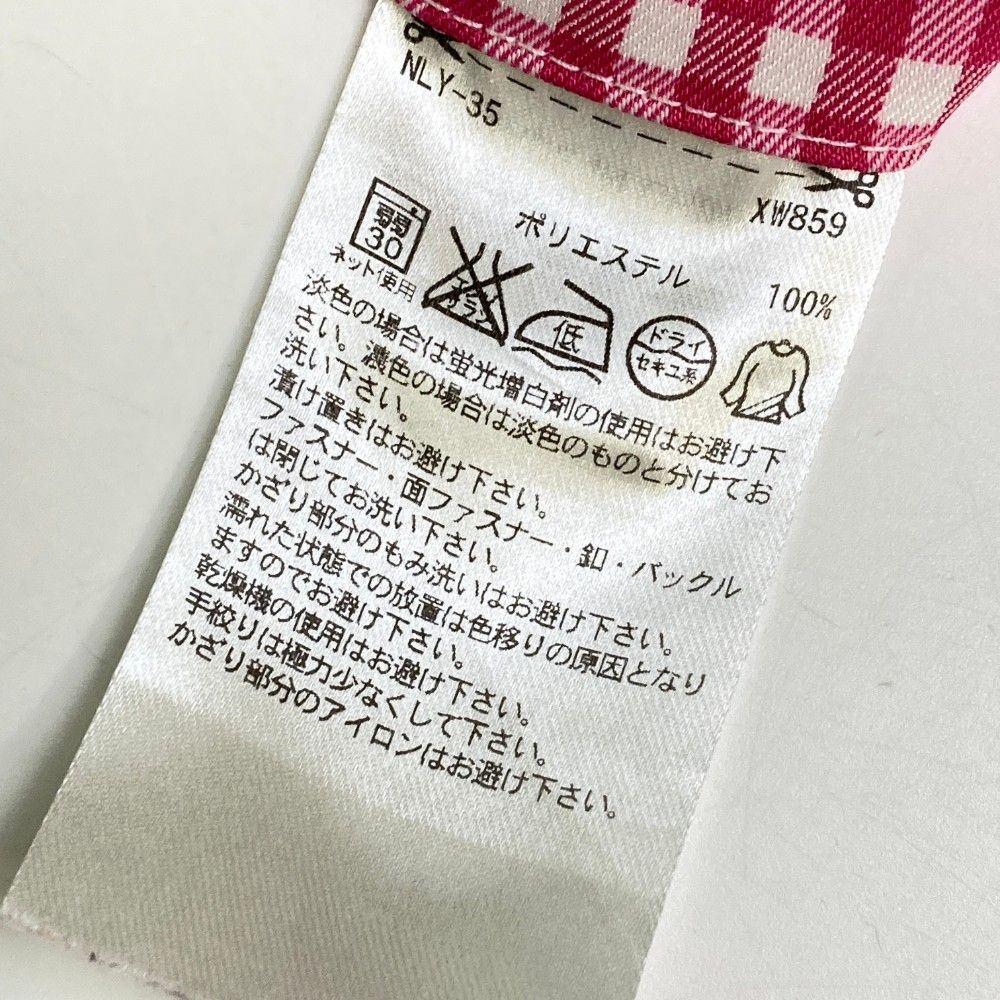 NLY-35
XW859
ポリエステル 100%
弱
30
ネット使用
エンソ
サラシ
低
ドライ
セキユ系
淡色の場合は蛍光増白剤の使用はお避け下
さい。濃色の場合は淡色のものと分けてお
洗い下さい。
漬け置きはお避け下さい。
ファスナー・面ファスナー・釦・バックル
は閉じてお洗い下さい。
かざり部分のもみ洗いはお避け下さい。
濡れた状態での放置は色移りの原因となり
ますのでお避け下さい。
乾燥機の使用はお避け下さい。
手絞りは極力少なくして下さい。
かざり部分のアイロンはお避け下さい。